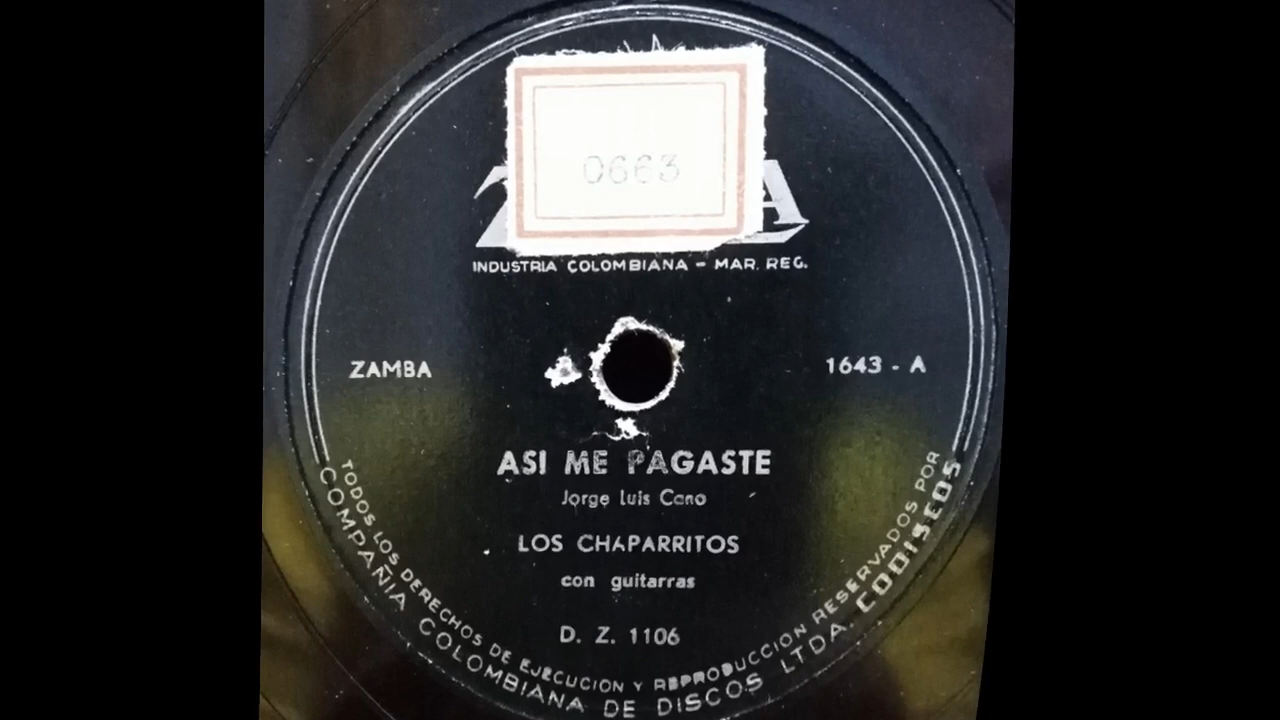 0663
INDUSTRIA COLOMBIANA - MAR. REG.
ZAMBA
1643 - A
ASI ME PAGASTE
Jorge Luis Cano
LOS CHAPARRITOS
con guitarras
D. Z. 1106
TODOS LOS DERECHOS DE EJECUCION Y REPRODUCCION RESERVADOS POR
COMPAÑIA COLOMBIANA DE DISCOS LTDA. CODISCOS